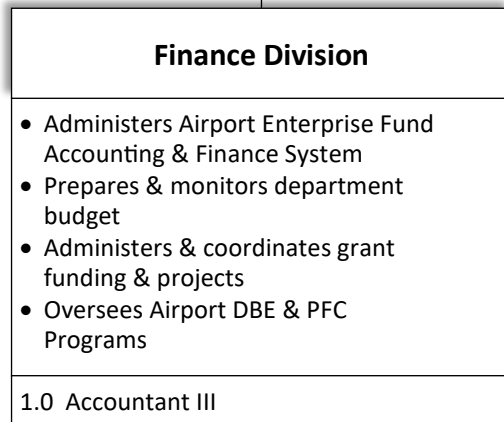 Finance Division
• Administers Airport Enterprise Fund
Accounting & Finance System
• Prepares & monitors department
budget
• Administers & coordinates grant
funding & projects
• Oversees Airport DBE & PFC
Programs
1.0 Accountant III